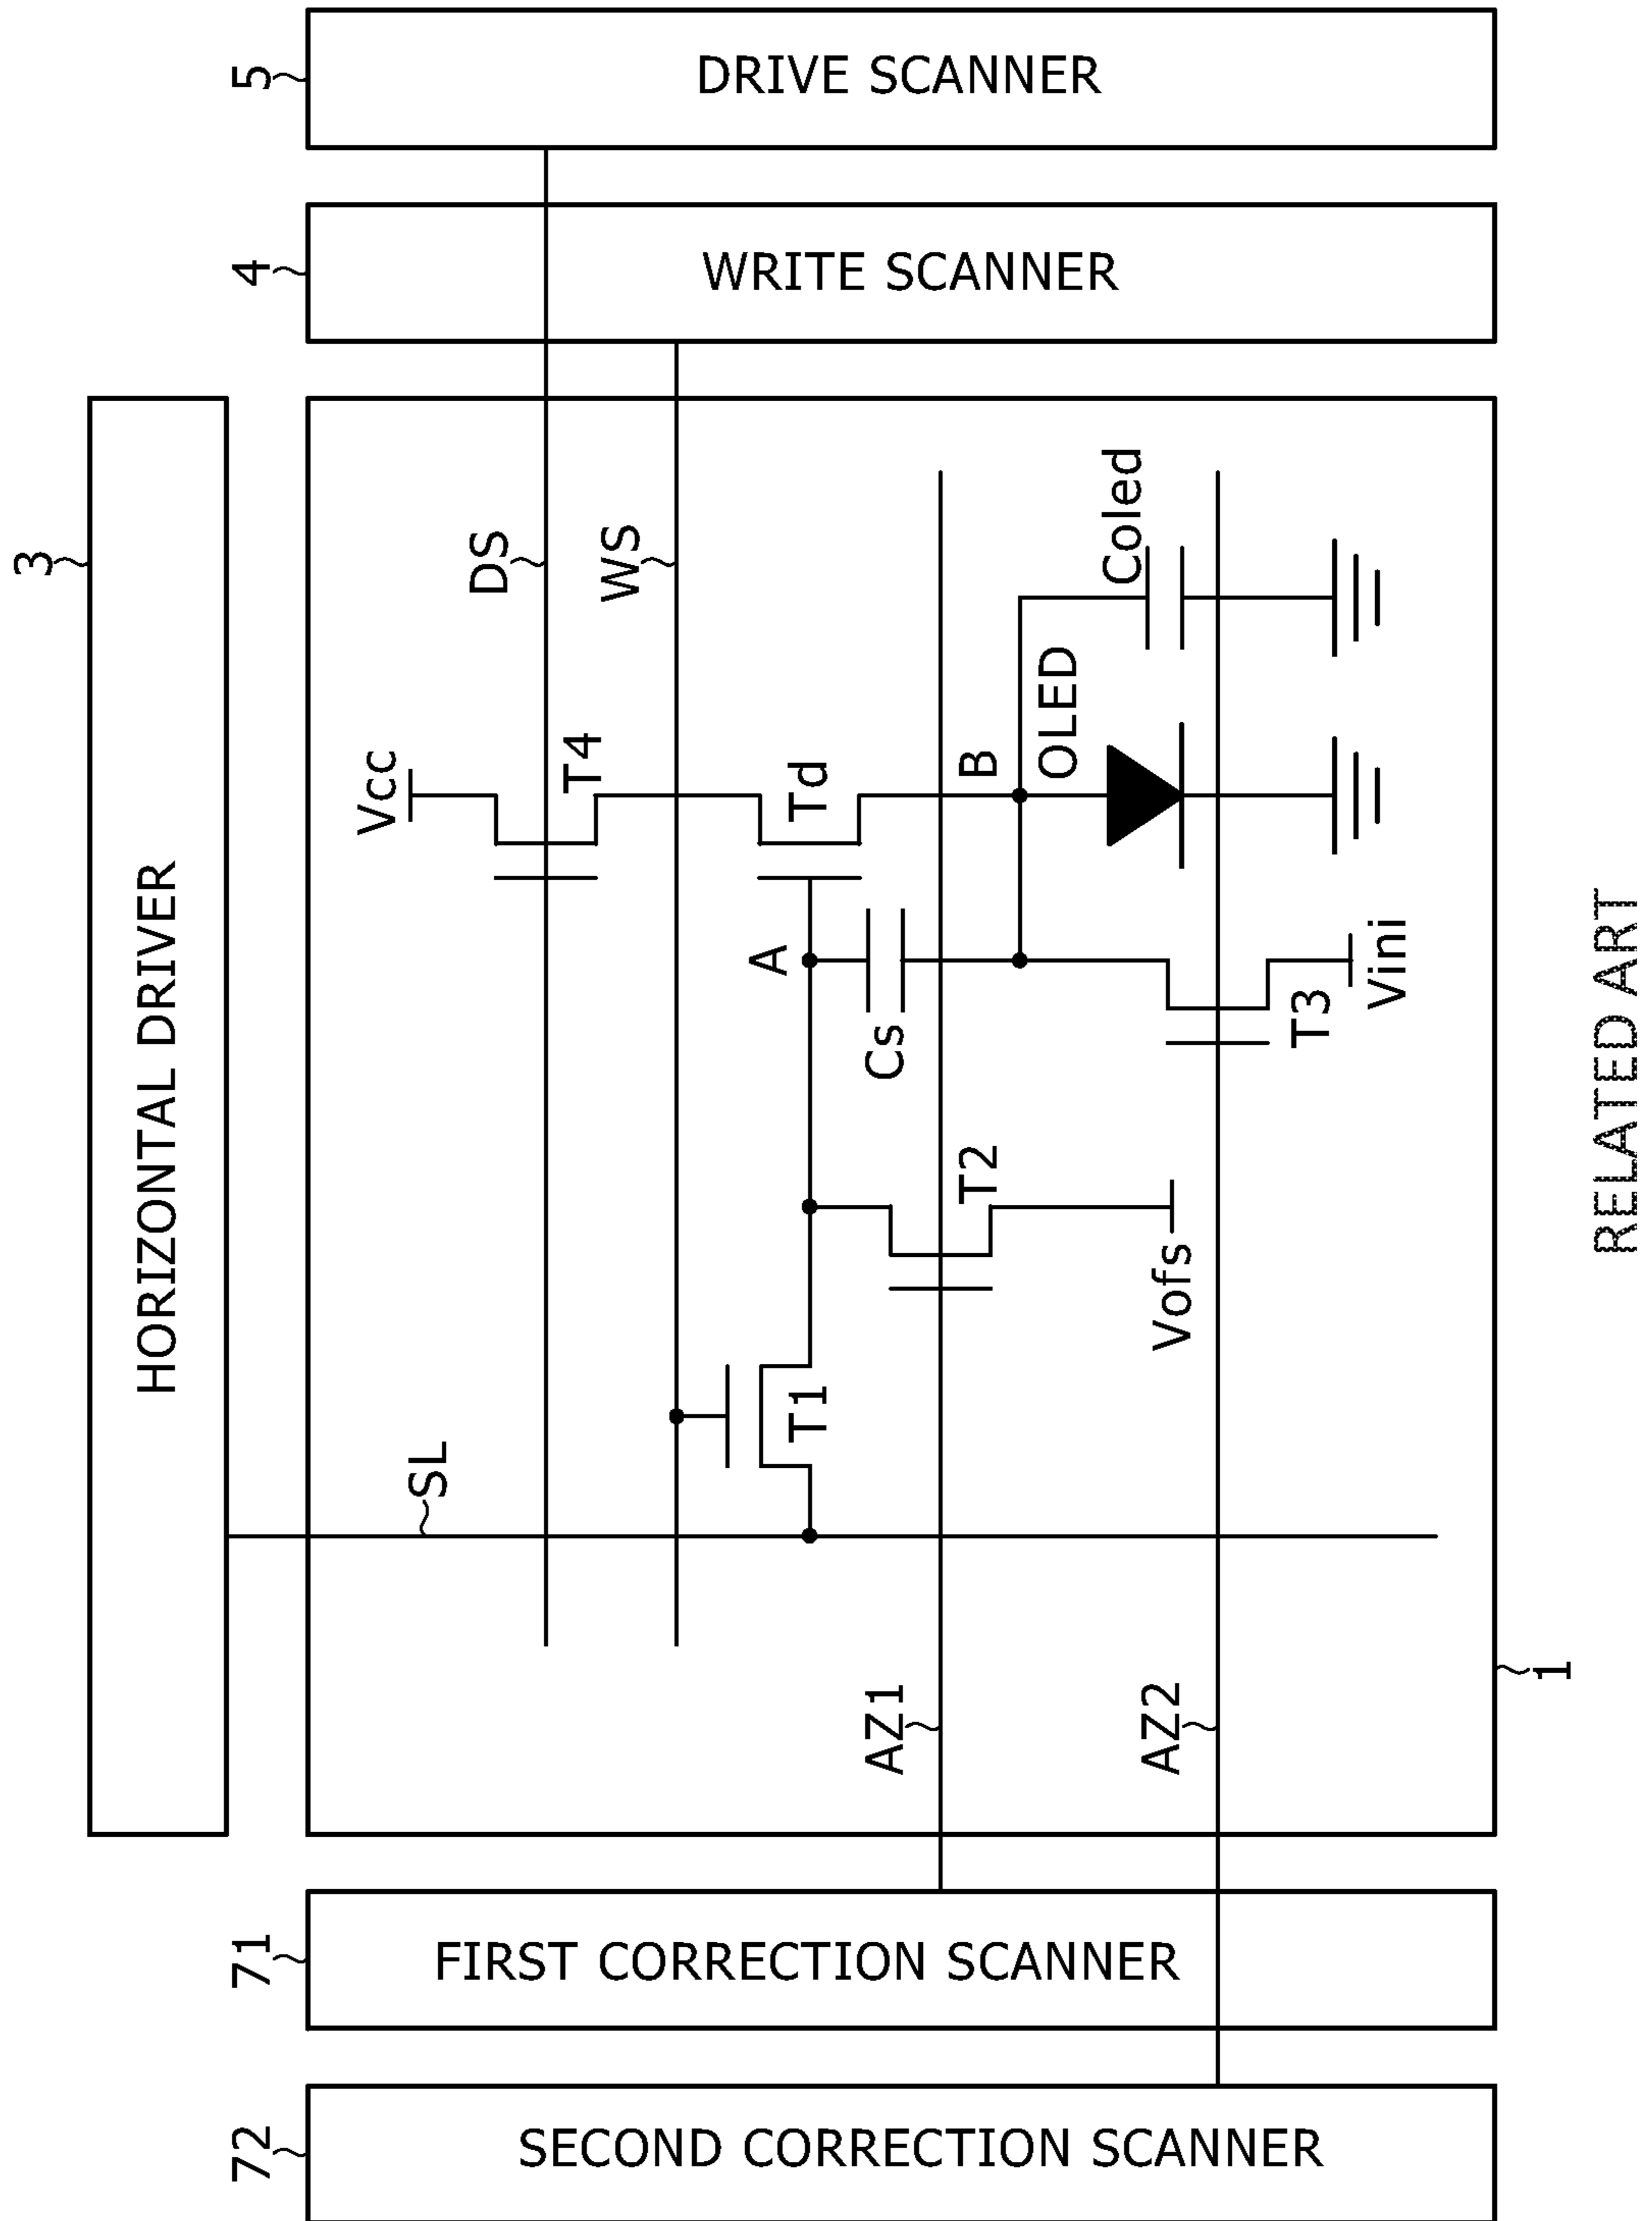 3
HORIZONTAL DRIVER
5
DRIVE SCANNER
4
WRITE SCANNER
71
FIRST CORRECTION SCANNER
72
SECOND CORRECTION SCANNER
SL
Vcc
DS
WS
T4
Td
T1
A
B
Cs
T2
OLED
Coled
AZ1
Vofs
AZ2
T3
Vini
1
RELATED ART